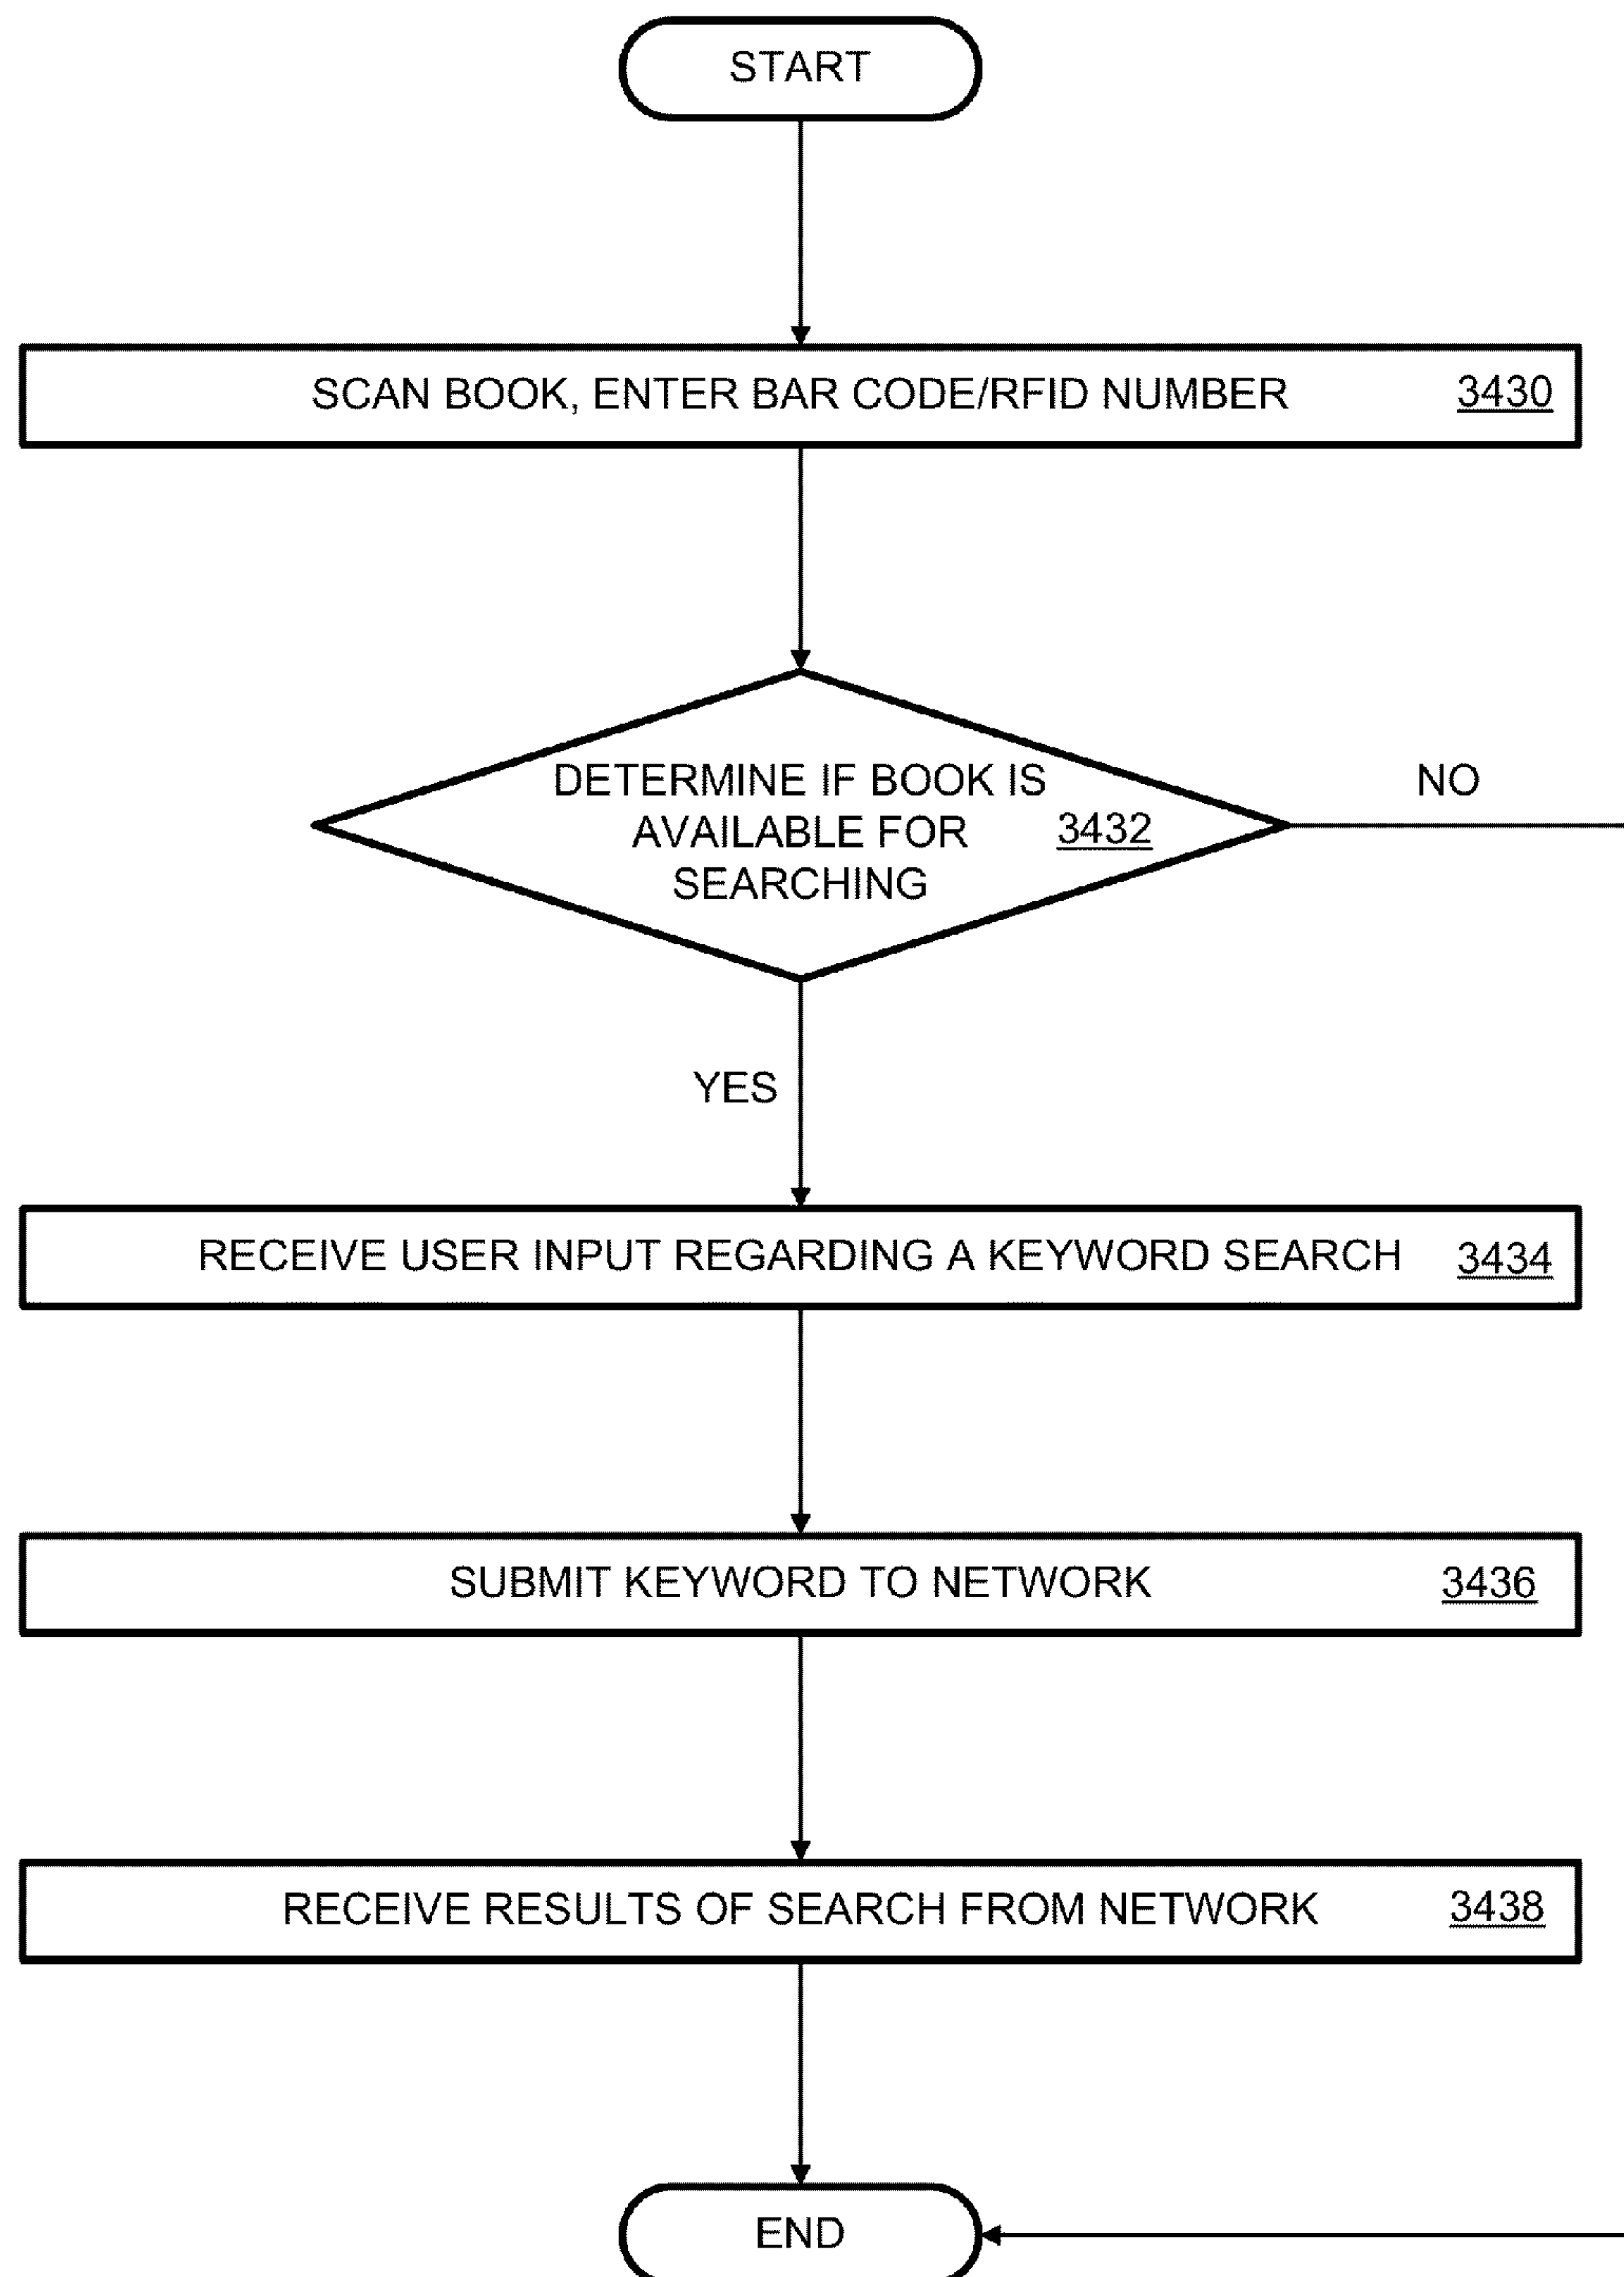 START
SCAN BOOK, ENTER BAR CODE/RFID NUMBER 3430
DETERMINE IF BOOK IS
AVAILABLE FOR 3432
SEARCHING
NO
YES
RECEIVE USER INPUT REGARDING A KEYWORD SEARCH 3434
SUBMIT KEYWORD TO NETWORK 3436
RECEIVE RESULTS OF SEARCH FROM NETWORK 3438
END